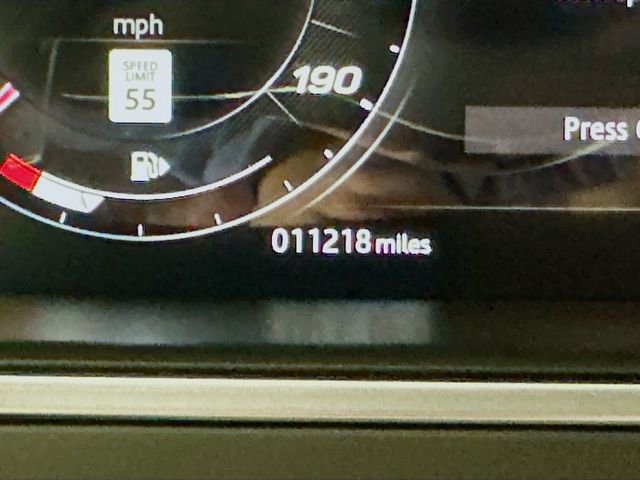 mph
SPEED
LIMIT
55
190
Press
011218 miles